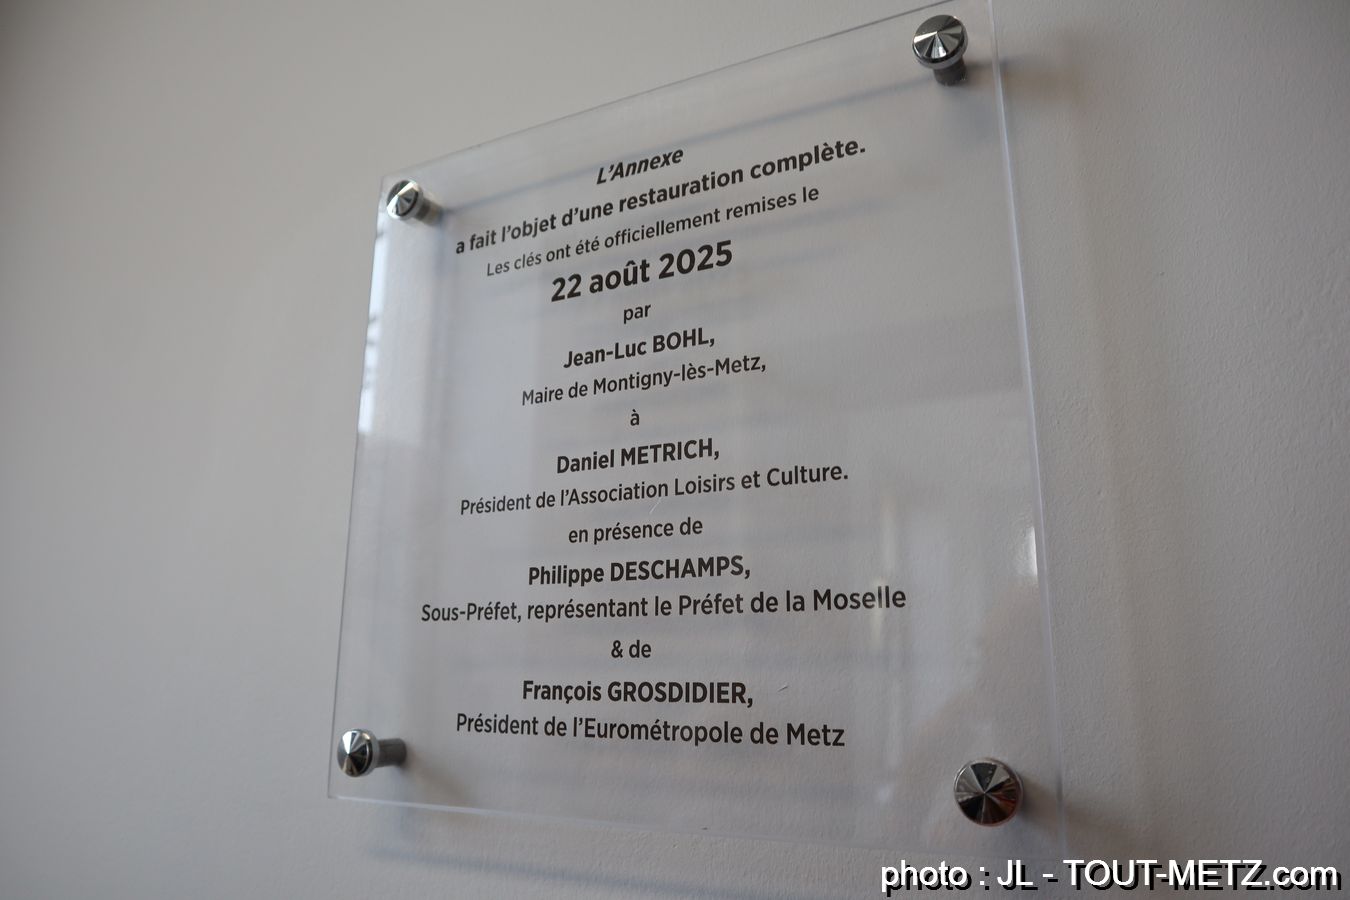 L'Annexe
a fait l'objet d'une restauration complète.
Les clés ont été officiellement remises le
22 août 2025
par
Jean-Luc BOHL,
Maire de Montigny-lès-Metz,
à
Daniel METRICH,
Président de l'Association Loisirs et Culture.
en présence de
Philippe DESCHAMPS,
Sous-Préfet, représentant le Préfet de la Moselle
& de
François GROSDIDIER,
Président de l'Eurométropole de Metz
photo : JL - TOUT-METZ.com